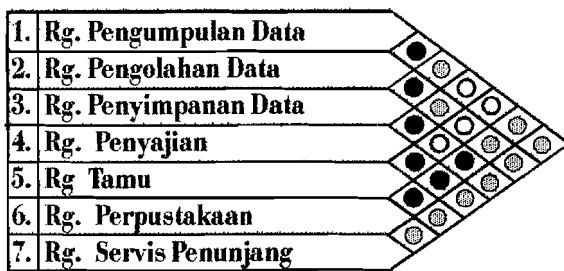 1. Rg. Pengumpulan Data
2. Rg. Pengolahan Data
3. Rg. Penyimpanan Data
4. Rg. Penyajian
5. Rg Tamu
6. Rg. Perpustakaan
7. Rg. Servis Penunjang